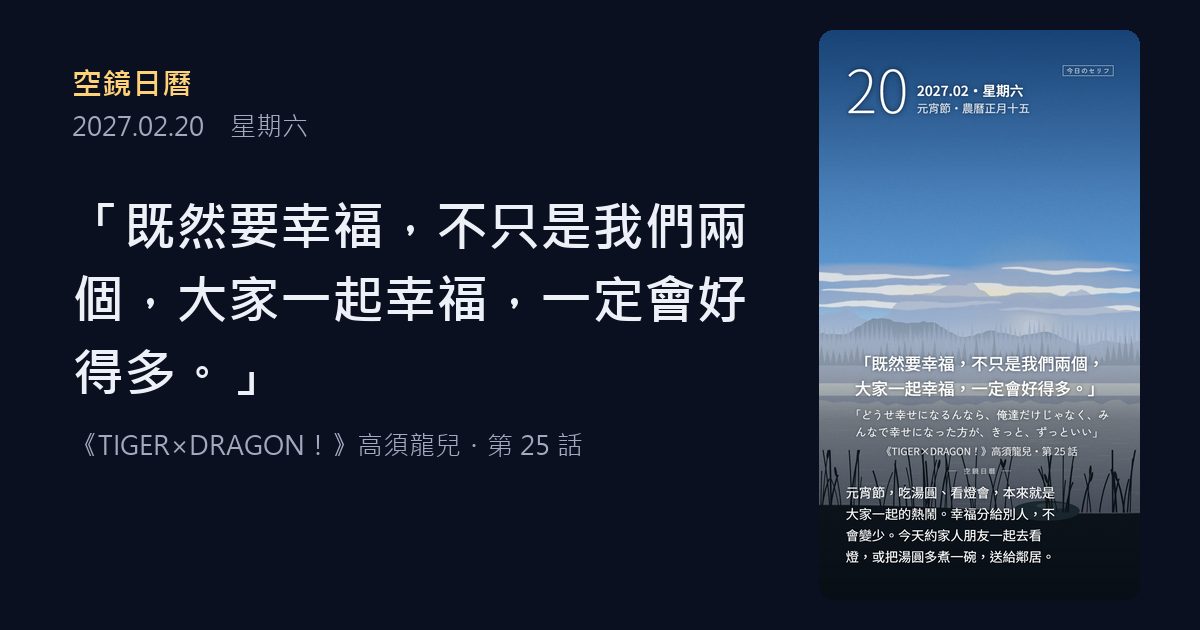 空鏡日曆
2027.02.20 星期六
「既然要幸福，不只是我們兩
個，大家一起幸福，一定會好
得多。」
《TIGER×DRAGON！》高須龍兒・第 25 話
20
2027.02・星期六
元宵節・農曆正月十五
今日のセリフ
「既然要幸福，不只是我們兩個，
大家一起幸福，一定會好得多。」
「どうせ幸せになるんなら、俺達だけじゃなく、み
んなで幸せになった方が、きっと、ずっといい」
《TIGER×DRAGON！》高須龍兒・第 25 話
— 空鏡日曆 —
元宵節，吃湯圓、看燈會，本來就是
大家一起的熱鬧。幸福分給別人，不
會變少。今天約家人朋友一起去看
燈，或把湯圓多煮一碗，送給鄰居。